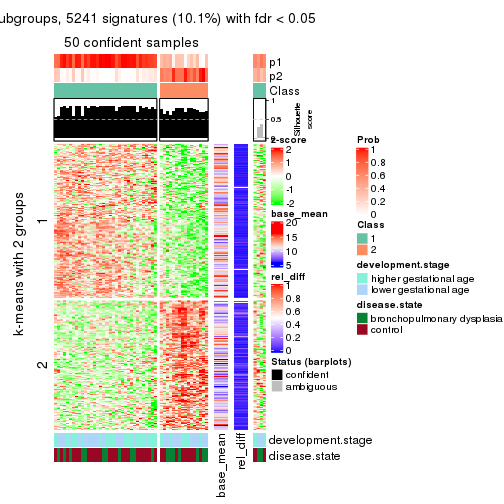 ubgroups, 5241 signatures (10.1%) with fdr < 0.05
50 confident samples
p1
p2
Class
1
0.5
Silhouette
score
k-means with 2 groups
1
2
z-score
2
1
0
-1
-2
base_mean
20
15
10
5
rel_diff
1
0.8
0.6
0.4
0.2
0
Status (barplots)
confident
ambiguous
Prob
1
0.8
0.6
0.4
0.2
0
Class
1
2
development.stage
higher gestational age
lower gestational age
disease.state
bronchopulmonary dysplasia
control
development.stage
disease.state
base_mean
rel_diff